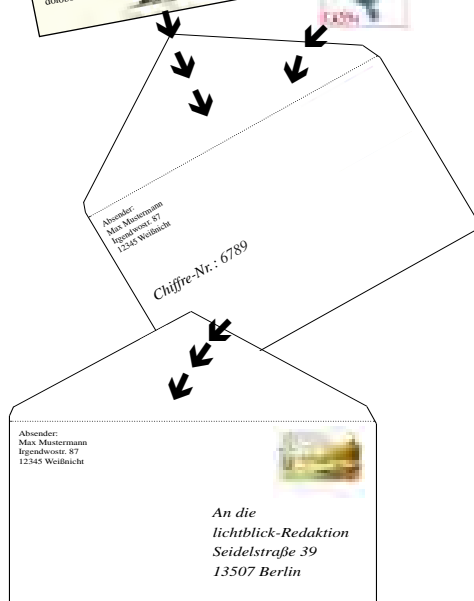 Absender:
Max Mustermann
Irgendwostr. 87
12345 Weißnicht
Chiffre-Nr.: 6789
Absender:
Max Mustermann
Irgendwostr. 87
12345 Weißnicht
An die
lichtblick-Redaktion
Seidelstraße 39
13507 Berlin